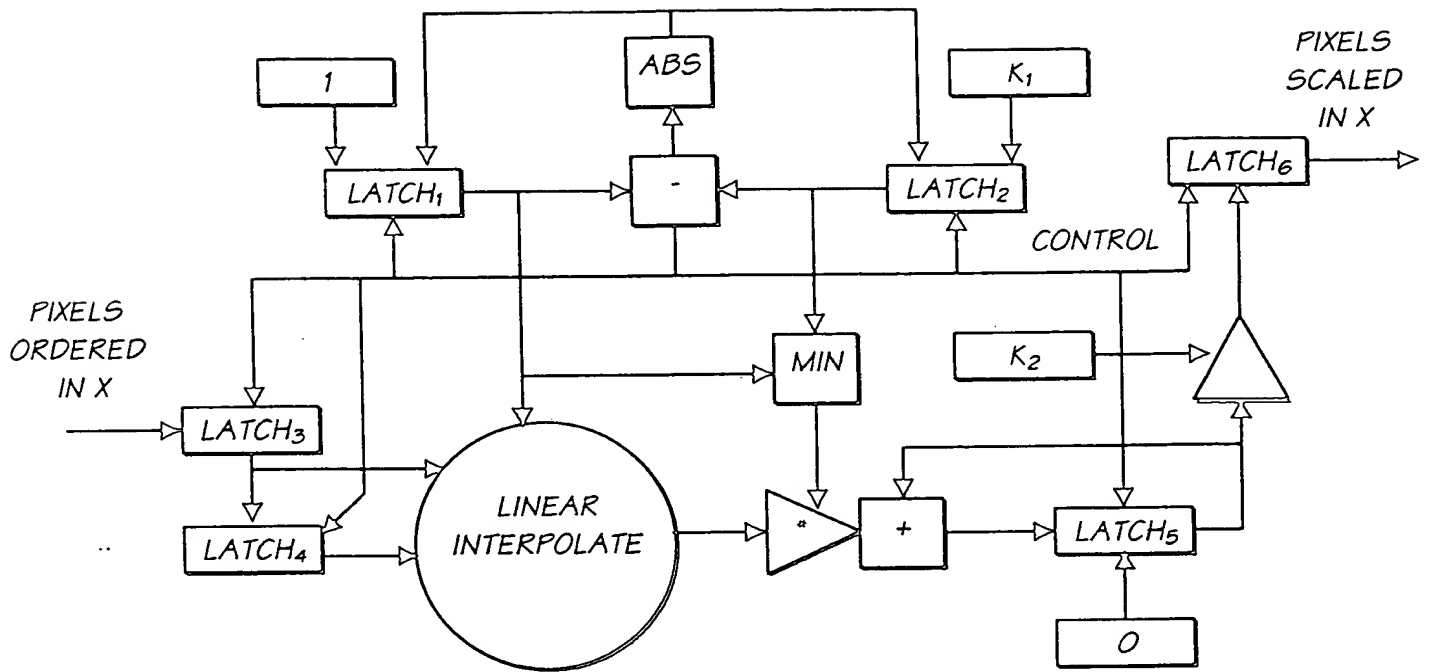 PIXELS
SCALED
IN X
ABS
1
K₁
LATCH₁
-
LATCH₂
LATCH₆
CONTROL
PIXELS
ORDERED
IN X
MIN
K₂
LATCH₃
LINEAR
INTERPOLATE
*
+
LATCH₅
LATCH₄
0